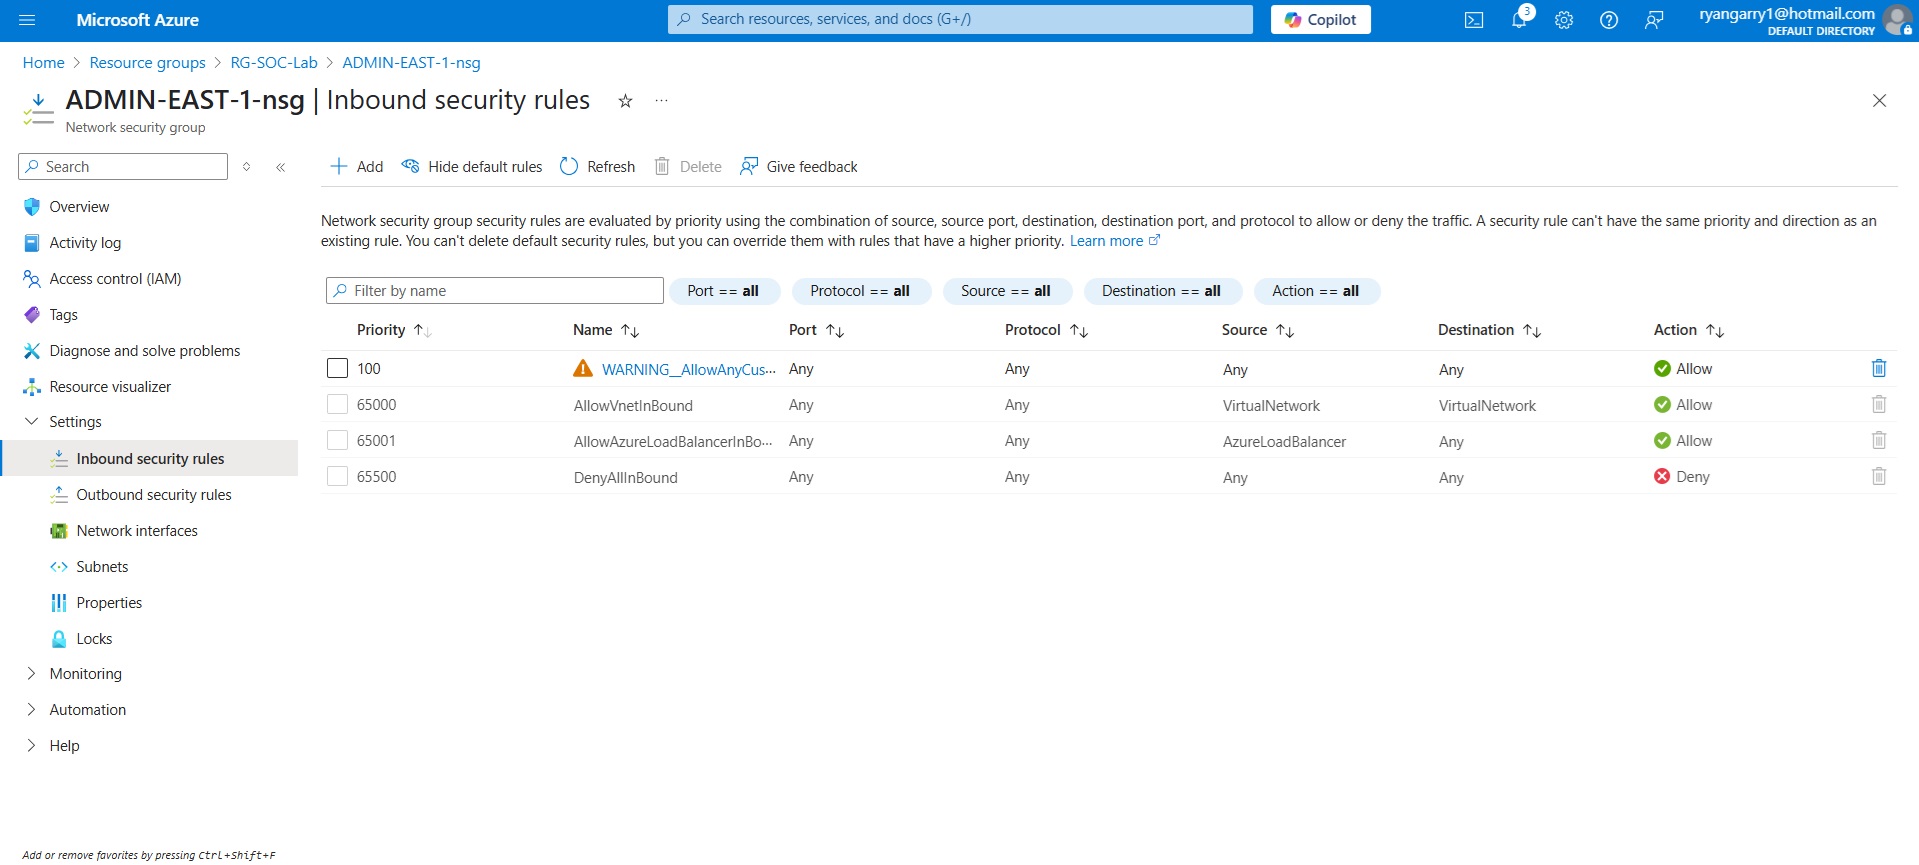 Microsoft Azure
Search resources, services, and docs (G+/)
Copilot
3
ryangarry1@hotmail.com
DEFAULT DIRECTORY
Home > Resource groups > RG-SOC-Lab > ADMIN-EAST-1-nsg
ADMIN-EAST-1-nsg | Inbound security rules
Network security group
Search
Overview
Activity log
Access control (IAM)
Tags
Diagnose and solve problems
Resource visualizer
Settings
Inbound security rules
Outbound security rules
Network interfaces
Subnets
Properties
Locks
Monitoring
Automation
Help
Add or remove favorites by pressing Ctrl+Shift+F
Add Hide default rules Refresh Delete Give feedback
Network security group security rules are evaluated by priority using the combination of source, source port, destination, destination port, and protocol to allow or deny the traffic. A security rule can't have the same priority and direction as an
existing rule. You can't delete default security rules, but you can override them with rules that have a higher priority. Learn more
Filter by name Port == all Protocol == all Source == all Destination == all Action == all
Priority Name Port Protocol Source Destination Action
100 WARNING__AllowAnyCus... Any Any Any Any Allow
65000 AllowVnetInBound Any Any VirtualNetwork VirtualNetwork Allow
65001 AllowAzureLoadBalancerInBo... Any Any AzureLoadBalancer Any Allow
65500 DenyAllInBound Any Any Any Any Deny